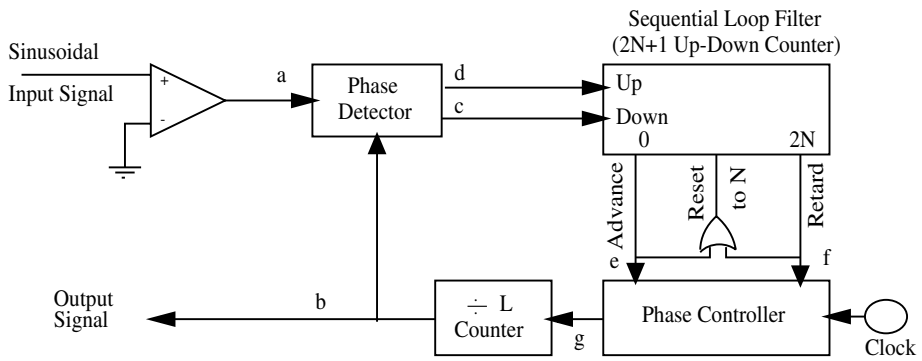 Sequential Loop Filter
(2N+1 Up-Down Counter)
Sinusoidal
Input Signal
+
-
a
Phase
Detector
d
c
Up
Down
0
2N
Advance
Reset
to N
Retard
e
f
Output
Signal
b
÷ L
Counter
g
Phase Controller
Clock